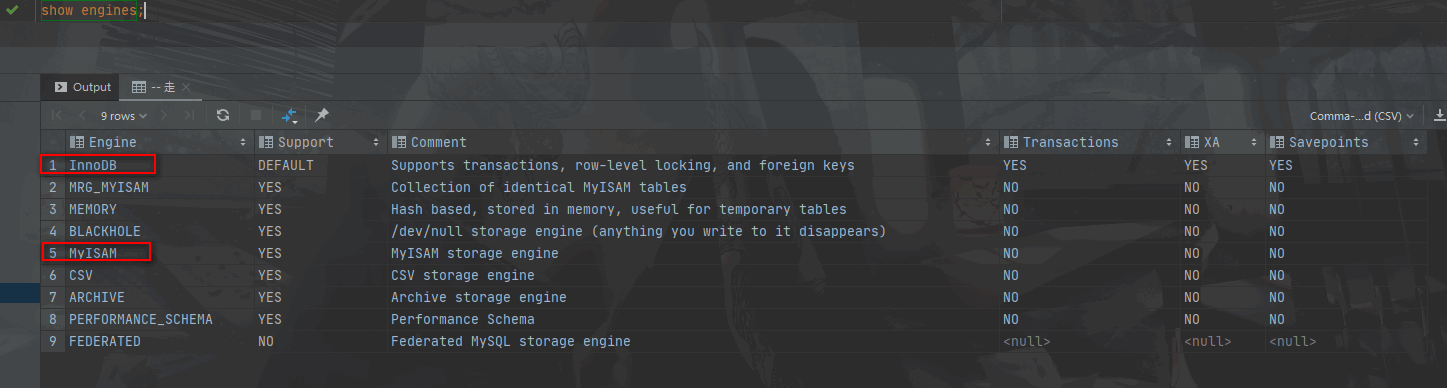 show engines;
Output -- 走
9 rows Comma-...d (CSV)
Engine Support Comment Transactions XA Savepoints
1 InnoDB DEFAULT Supports transactions, row-level locking, and foreign keys YES YES YES
2 MRG_MYISAM YES Collection of identical MyISAM tables NO NO NO
3 MEMORY YES Hash based, stored in memory, useful for temporary tables NO NO NO
4 BLACKHOLE YES /dev/null storage engine (anything you write to it disappears) NO NO NO
5 MyISAM YES MyISAM storage engine NO NO NO
6 CSV YES CSV storage engine NO NO NO
7 ARCHIVE YES Archive storage engine NO NO NO
8 PERFORMANCE_SCHEMA YES Performance Schema NO NO NO
9 FEDERATED NO Federated MySQL storage engine <null> <null> <null>